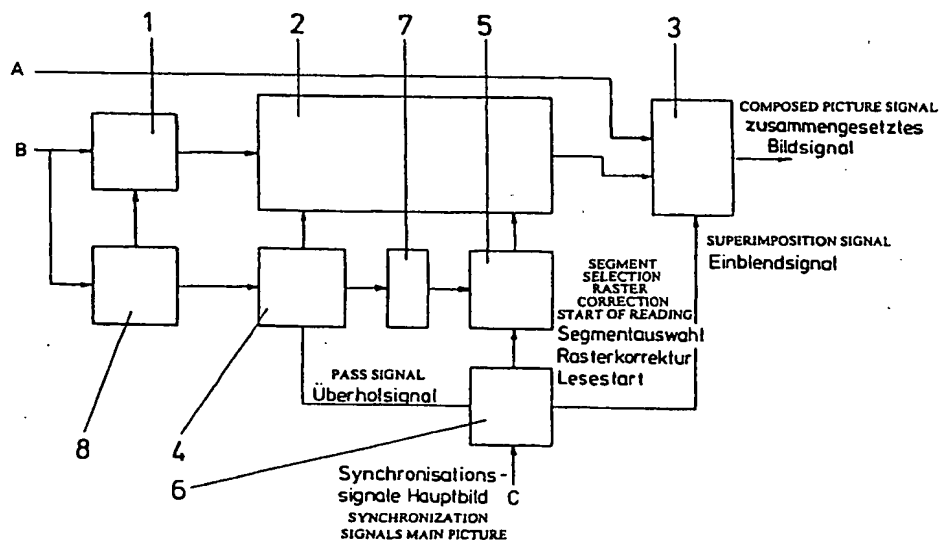 1
2
7
5
3
A
B
COMPOSED PICTURE SIGNAL
zusammengesetztes
Bildsignal
SUPERIMPOSITION SIGNAL
Einblendsignal
SEGMENT
SELECTION
RASTER
CORRECTION
START OF READING
Segmentauswahl
Rasterkorrektur
Lesestart
PASS SIGNAL
Überholsignal
8
4
6
Synchronisations-
signale Hauptbild
C
SYNCHRONIZATION
SIGNALS MAIN PICTURE